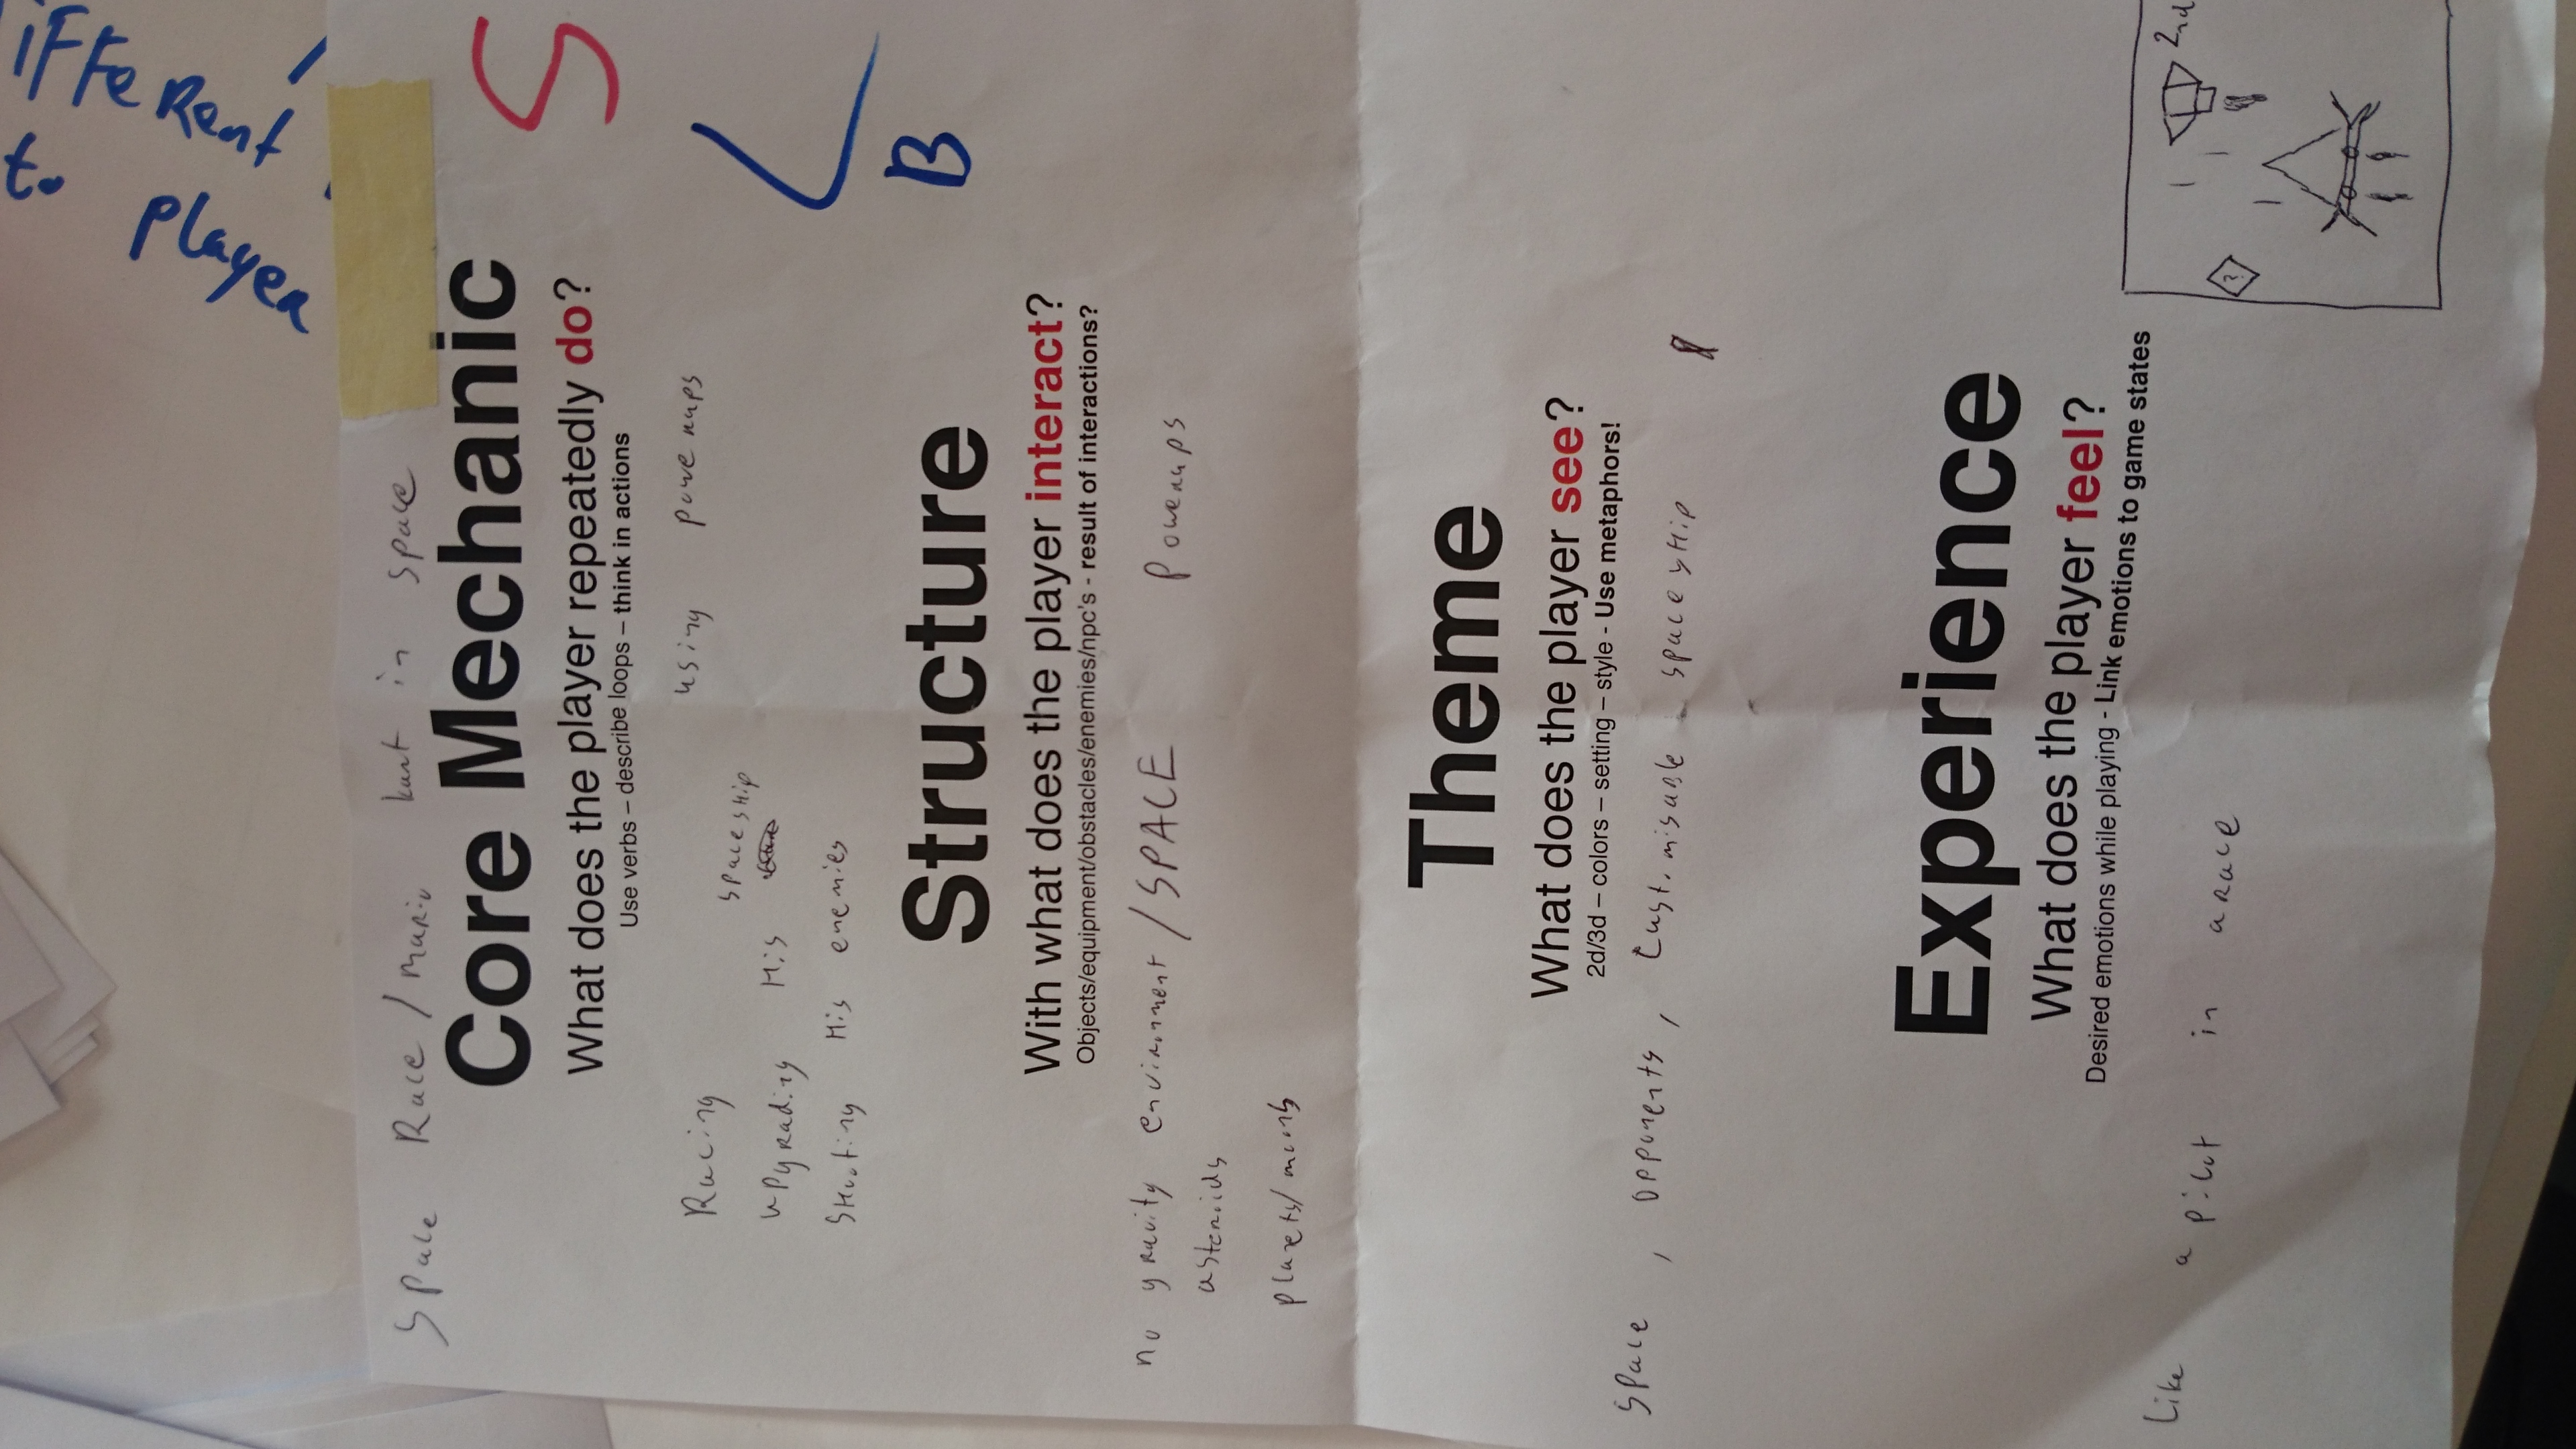 ifferent
to player
Space Race / Mario kart in space
S
Core Mechanic
What does the player repeatedly do?
Use verbs – describe loops – think in actions
Racing using powerups
upgrading His spaceship
Shooting His enemies
B
Structure
With what does the player interact?
Objects/equipment/obstacles/enemies/npc's - result of interactions?
no gravity environment / SPACE Powerups
asteroids
planets/moons
Theme
What does the player see?
2d/3d – colors – setting – style - Use metaphors!
Space, opponents, Customisable spaceship
Experience
What does the player feel?
Desired emotions while playing - Link emotions to game states
Like a pilot in a race
2nd
?